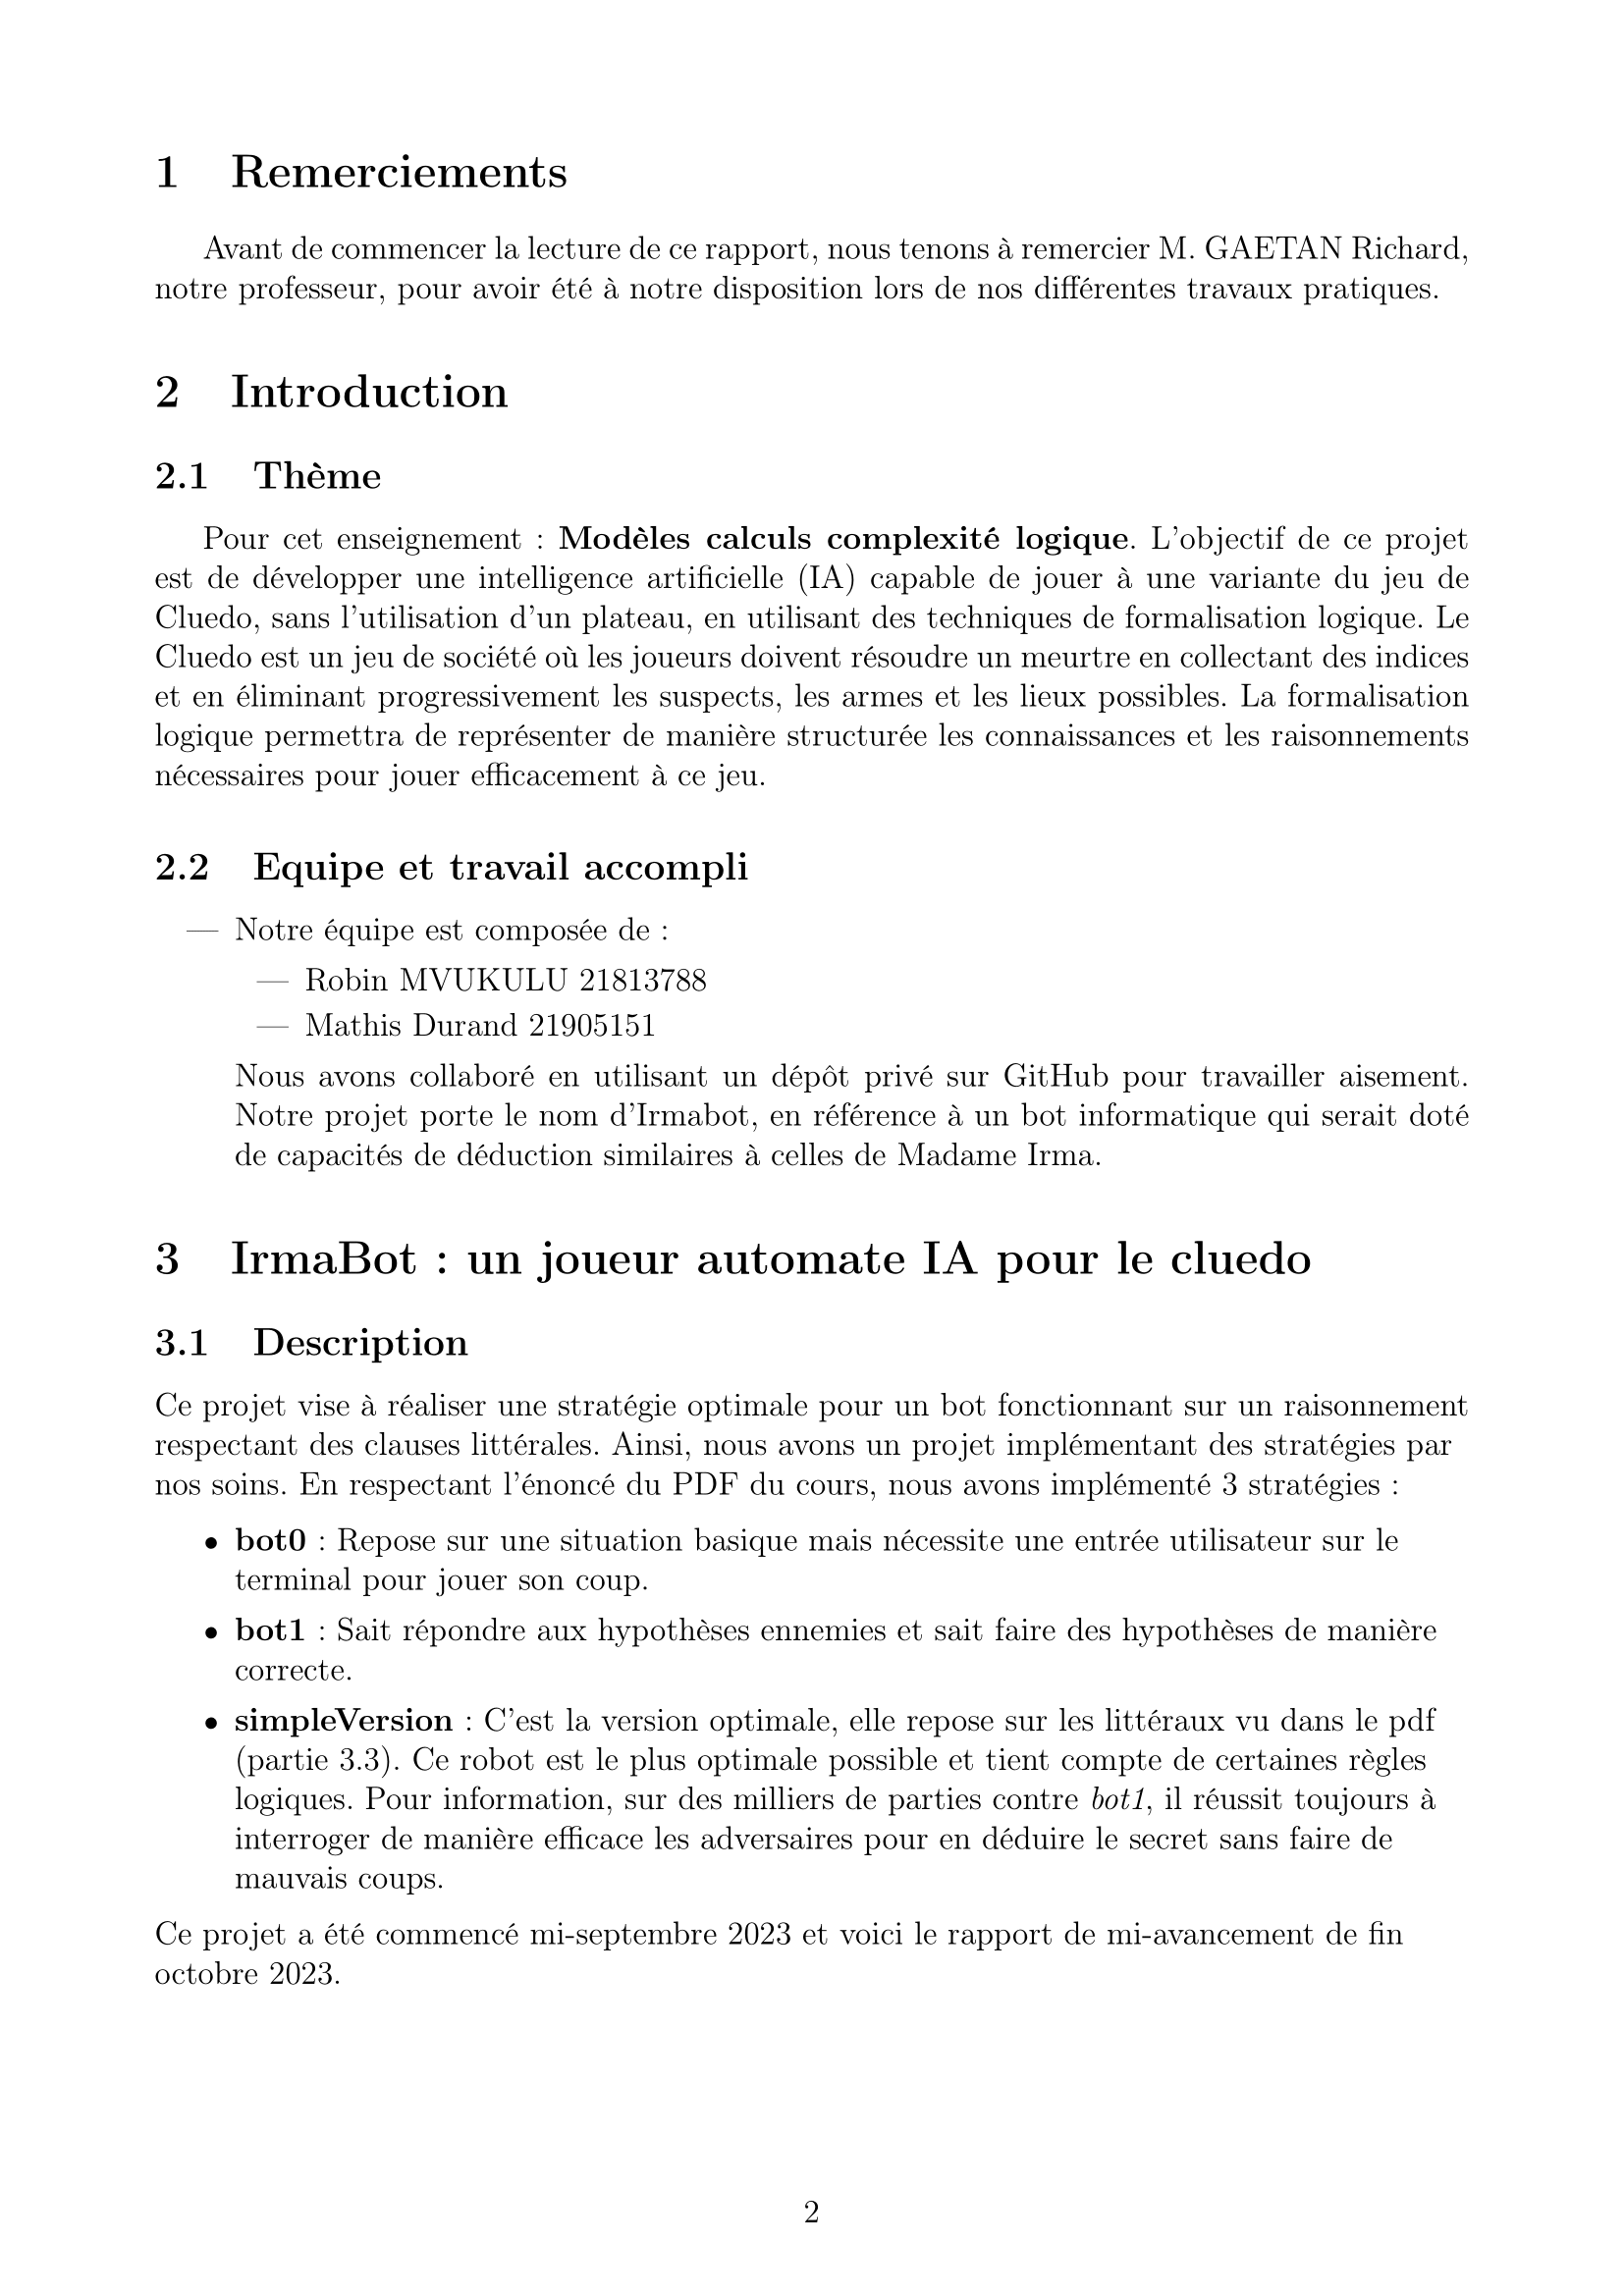 1 Remerciements
Avant de commencer la lecture de ce rapport, nous tenons à remercier M. GAETAN Richard,
notre professeur, pour avoir été à notre disposition lors de nos différentes travaux pratiques.
2 Introduction
2.1 Thème
Pour cet enseignement : Modèles calculs complexité logique. L'objectif de ce projet
est de développer une intelligence artificielle (IA) capable de jouer à une variante du jeu de
Cluedo, sans l'utilisation d'un plateau, en utilisant des techniques de formalisation logique. Le
Cluedo est un jeu de société où les joueurs doivent résoudre un meurtre en collectant des indices
et en éliminant progressivement les suspects, les armes et les lieux possibles. La formalisation
logique permettra de représenter de manière structurée les connaissances et les raisonnements
nécessaires pour jouer efficacement à ce jeu.
2.2 Equipe et travail accompli
— Notre équipe est composée de :
— Robin MVUKULU 21813788
— Mathis Durand 21905151
Nous avons collaboré en utilisant un dépôt privé sur GitHub pour travailler aisement.
Notre projet porte le nom d'Irmabot, en référence à un bot informatique qui serait doté
de capacités de déduction similaires à celles de Madame Irma.
3 IrmaBot : un joueur automate IA pour le cluedo
3.1 Description
Ce projet vise à réaliser une stratégie optimale pour un bot fonctionnant sur un raisonnement
respectant des clauses littérales. Ainsi, nous avons un projet implémentant des stratégies par
nos soins. En respectant l'énoncé du PDF du cours, nous avons implémenté 3 stratégies :
• bot0 : Repose sur une situation basique mais nécessite une entrée utilisateur sur le
terminal pour jouer son coup.
• bot1 : Sait répondre aux hypothèses ennemies et sait faire des hypothèses de manière
correcte.
• simpleVersion : C'est la version optimale, elle repose sur les littéraux vu dans le pdf
(partie 3.3). Ce robot est le plus optimale possible et tient compte de certaines règles
logiques. Pour information, sur des milliers de parties contre bot1, il réussit toujours à
interroger de manière efficace les adversaires pour en déduire le secret sans faire de
mauvais coups.
Ce projet a été commencé mi-septembre 2023 et voici le rapport de mi-avancement de fin
octobre 2023.
2